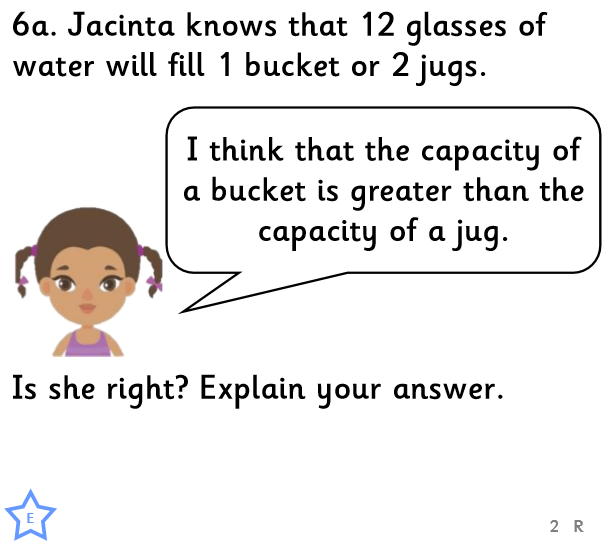 6a. Jacinta knows that 12 glasses of
water will fill 1 bucket or 2 jugs.
I think that the capacity of
a bucket is greater than the
capacity of a jug.
Is she right? Explain your answer.
E
2 R